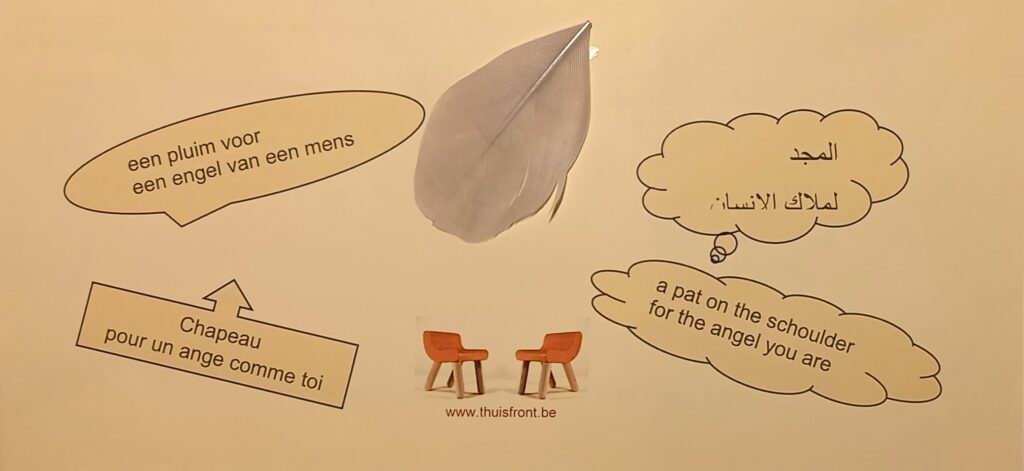 een pluim voor
een engel van een mens
المجد
لملاك الانسان
Chapeau
pour un ange comme toi
a pat on the schoulder
for the angel you are
www.thuisfront.be